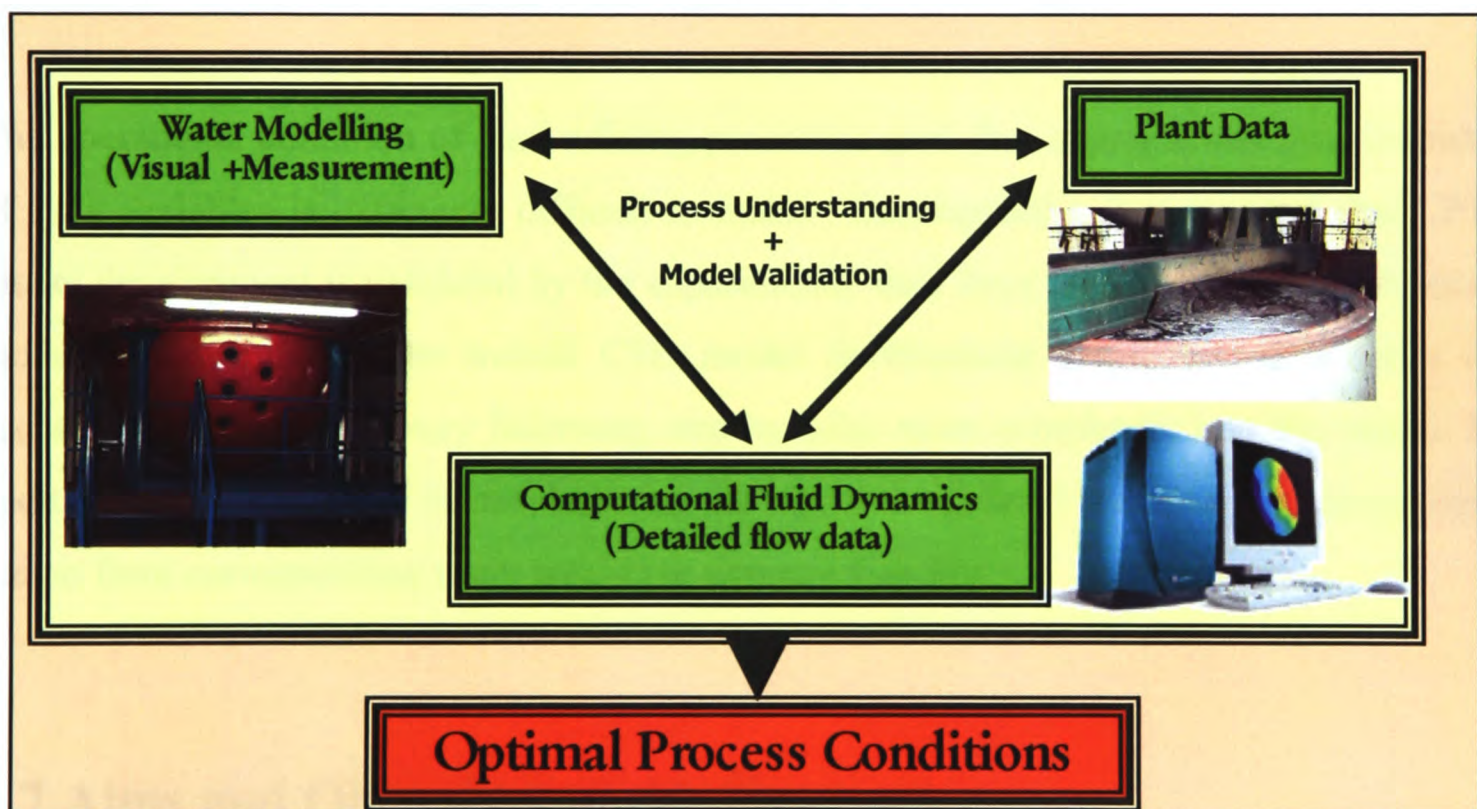 Water Modelling
(Visual +Measurement)
Plant Data
Process Understanding
+
Model Validation
Computational Fluid Dynamics
(Detailed flow data)
Optimal Process Conditions